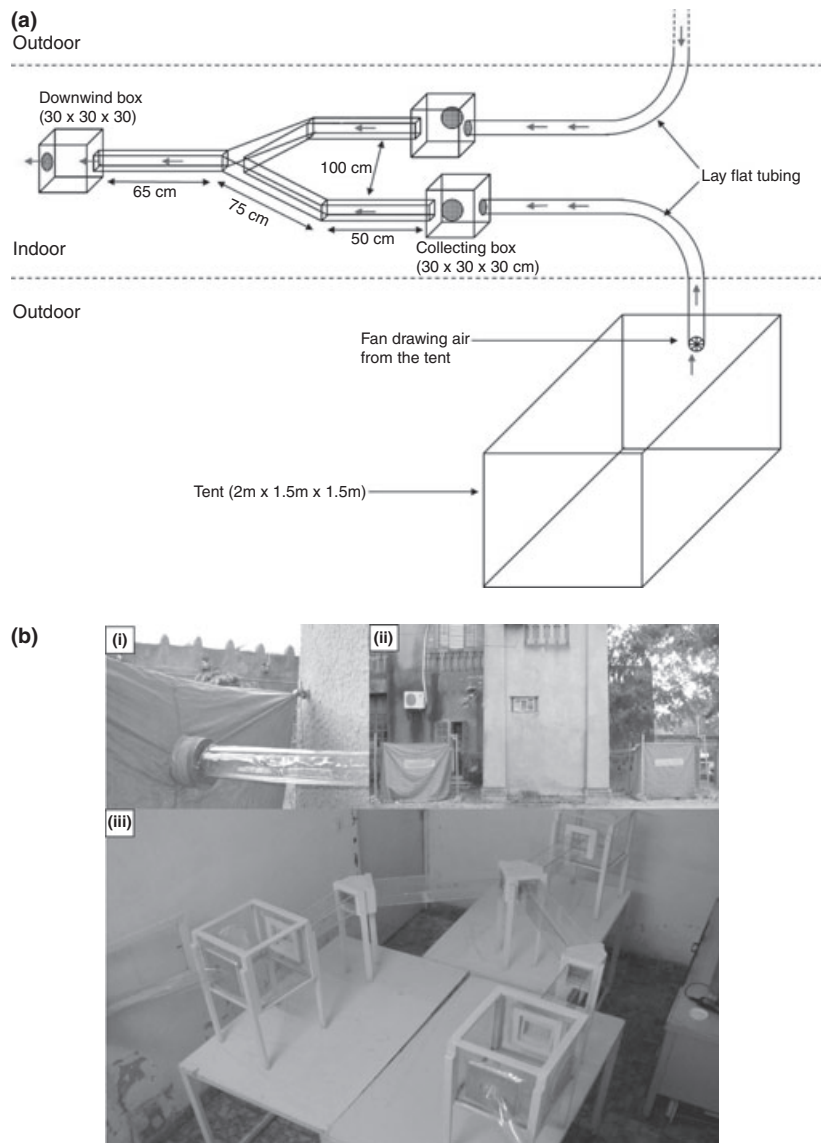 (a)
Outdoor
Downwind box
(30 x 30 x 30)
100 cm
Lay flat tubing
65 cm
75 cm
50 cm
Indoor
Collecting box
(30 x 30 x 30 cm)
Outdoor
Fan drawing air
from the tent
Tent (2m x 1.5m x 1.5m)
(b)
(i)
(ii)
(iii)